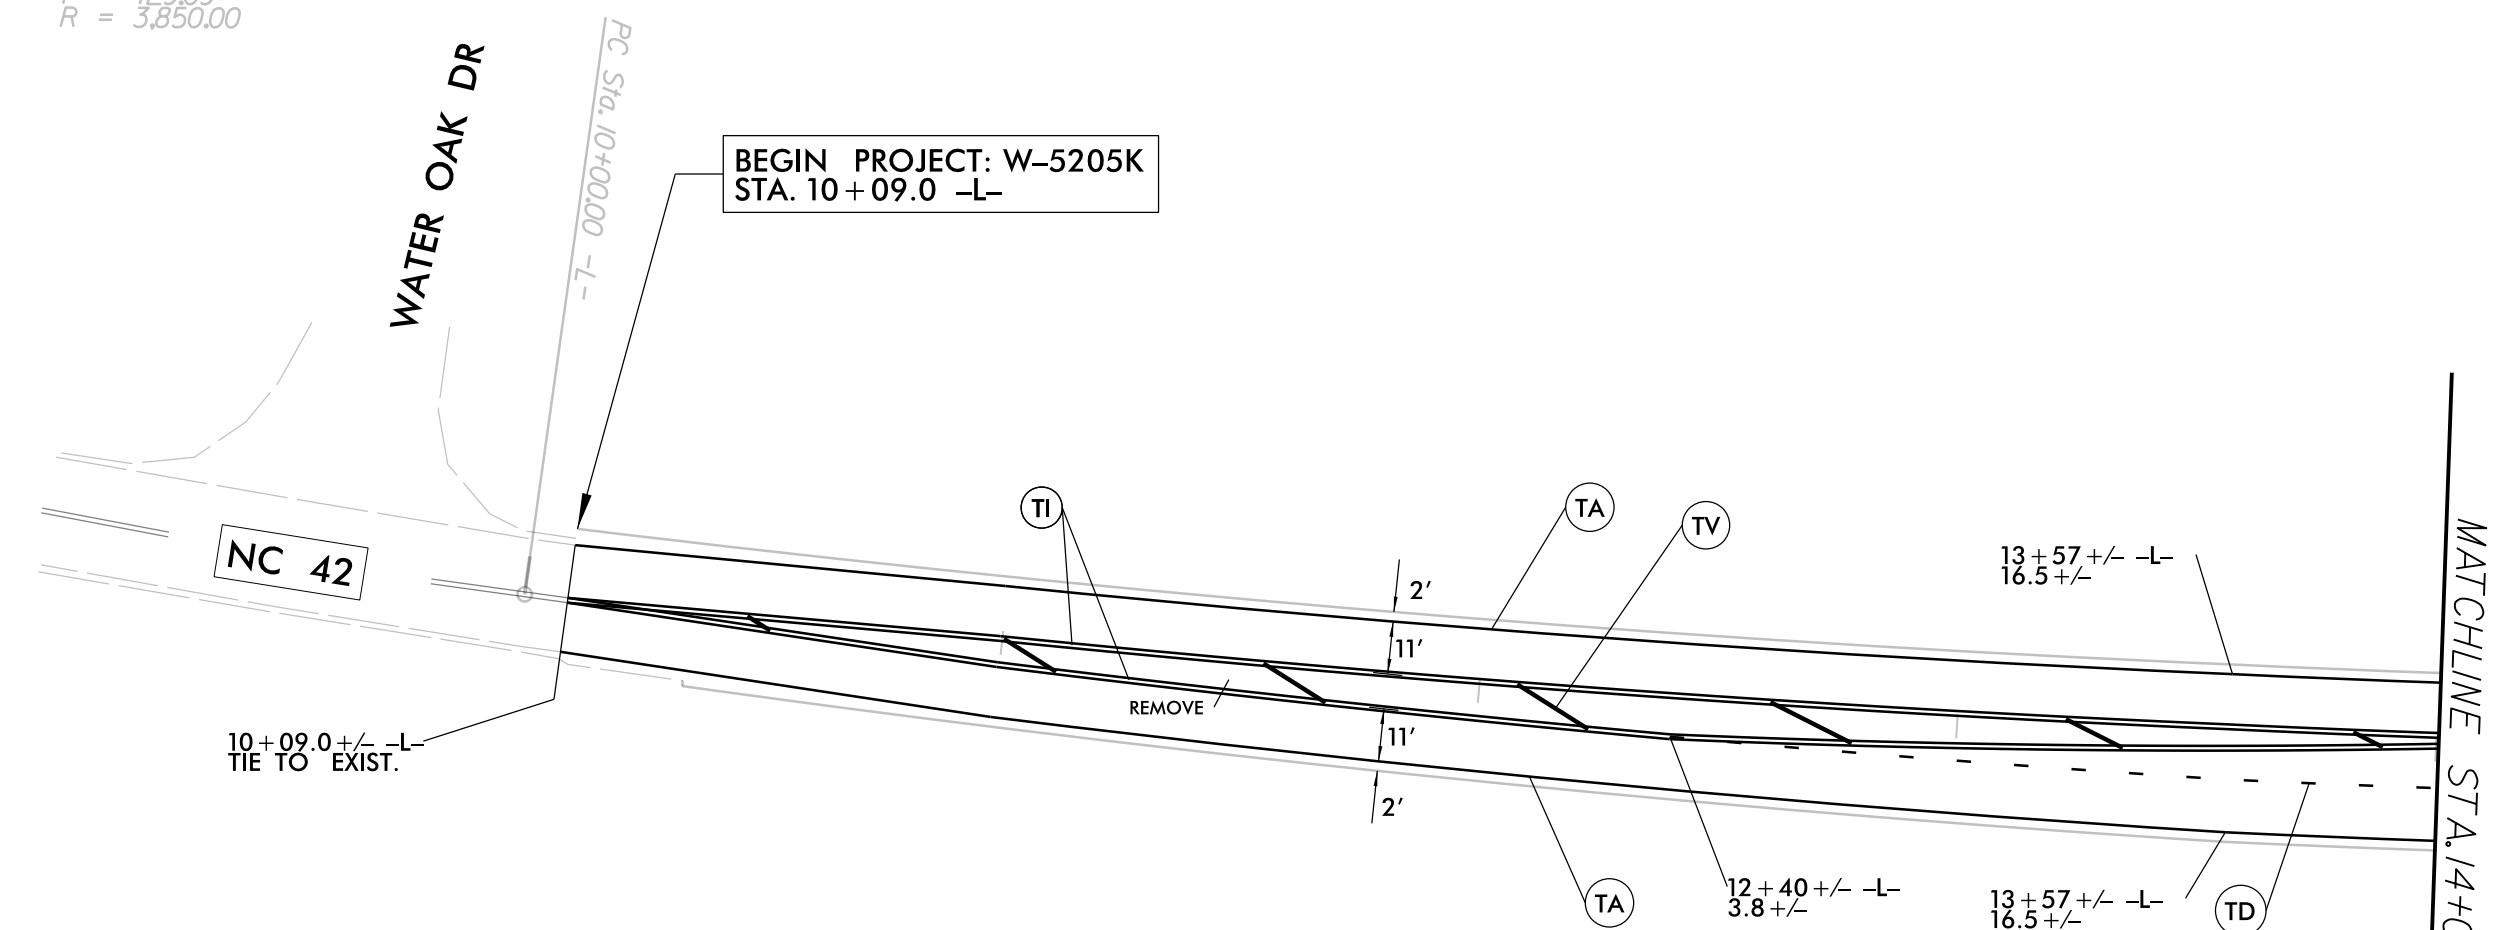 R = 3,850.00
WATER OAK DR
PC Sta. 10+00.00 -L-
BEGIN PROJECT: W-5205K
STA. 10+09.0 -L-
NC 42
TI
TA
TV
2'
11'
REMOVE
11'
2'
13+57+/- -L-
16.5+/-
10+09.0+/- -L-
TIE TO EXIST.
TA
12+40+/- -L-
3.8+/-
13+57+/- -L-
16.5+/-
TD
MATCHLINE STA. 14+0